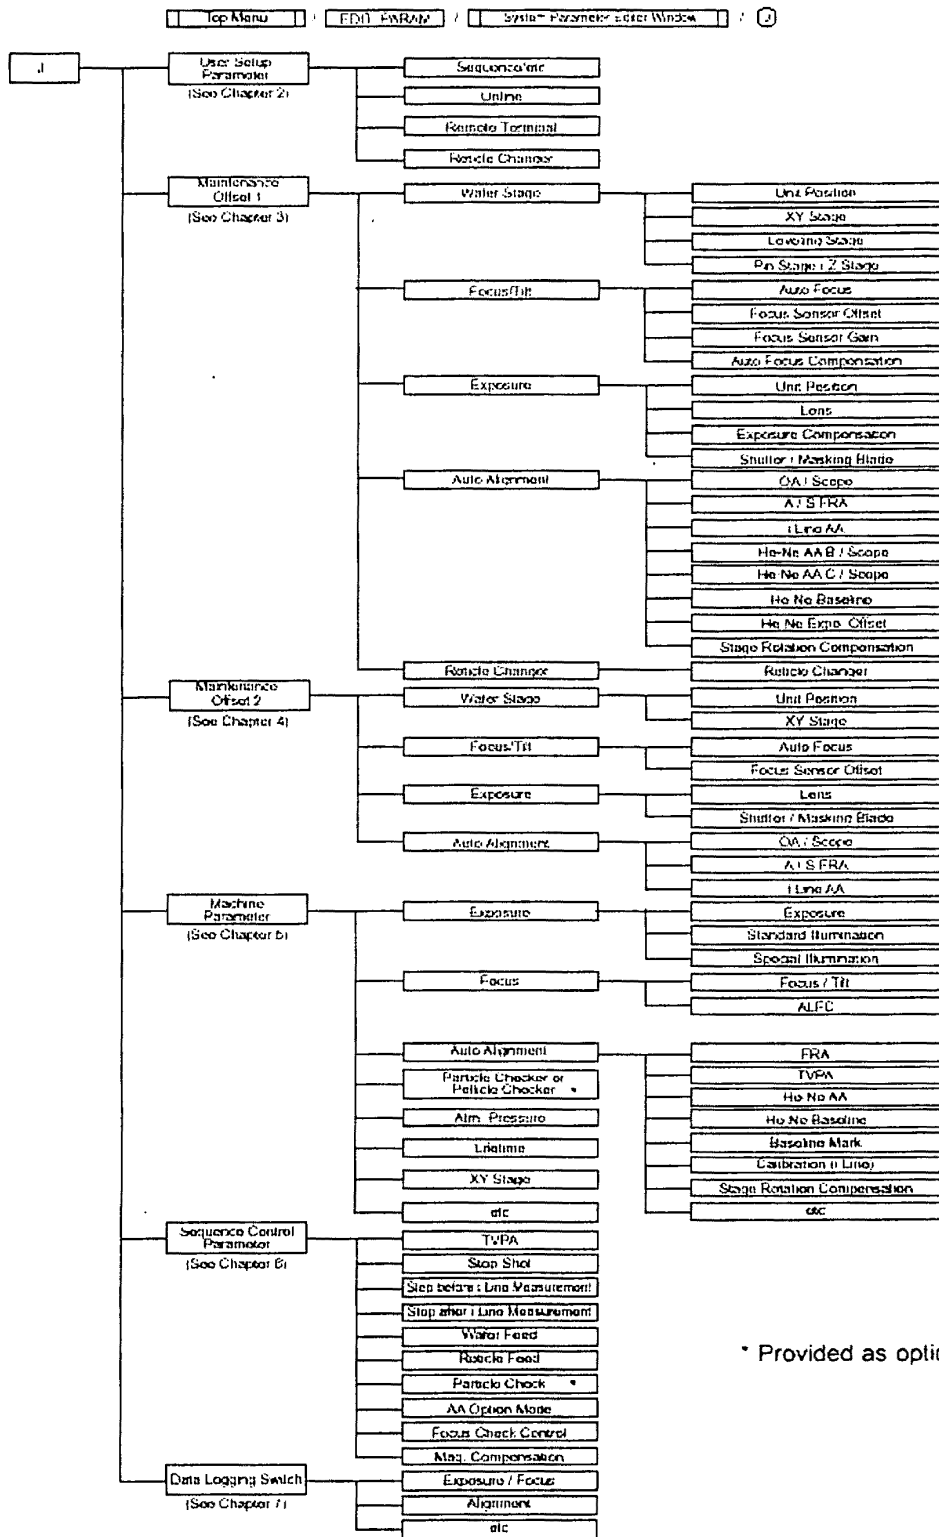 Top Menu / EDIT PARAM / System Parameter Editor Window / J
J
User Setup
Parameter
(See Chapter 2)
Sequence/etc
Online
Remote Terminal
Reticle Changer
Maintenance
Offset 1
(See Chapter 3)
Wafer Stage
Unit Position
XY Stage
Leveling Stage
Pin Stage / Z Stage
Focus/Tilt
Auto Focus
Focus Sensor Offset
Focus Sensor Gain
Auto Focus Compensation
Exposure
Unit Position
Lens
Exposure Compensation
Shutter / Masking Blade
Auto Alignment
OA / Scope
A / S FRA
i Line AA
He-Ne AA B / Scope
He-Ne AA C / Scope
He-Ne Baseline
He-Ne Expo. Offset
Stage Rotation Compensation
Reticle Changer
Reticle Changer
Maintenance
Offset 2
(See Chapter 4)
Wafer Stage
Unit Position
XY Stage
Focus/Tilt
Auto Focus
Focus Sensor Offset
Exposure
Lens
Shutter / Masking Blade
Auto Alignment
OA / Scope
A / S FRA
i Line AA
Machine
Parameter
(See Chapter 5)
Exposure
Exposure
Standard Illumination
Special Illumination
Focus
Focus / Tilt
ALFC
Auto Alignment
FRA
TVPA
He-Ne AA
He-Ne Baseline
Baseline Mark
Calibration (i Line)
Stage Rotation Compensation
etc
Particle Checker or
Pellicle Checker *
Atm. Pressure
Lifetime
XY Stage
etc
Sequence Control
Parameter
(See Chapter 6)
TVPA
Stop Shot
Stop before i Line Measurement
Stop after i Line Measurement
Wafer Feed
Reticle Feed
Particle Check *
AA Option Mode
Focus Check Control
Mag. Compensation
Data Logging Switch
(See Chapter 7)
Exposure / Focus
Alignment
etc
* Provided as optio